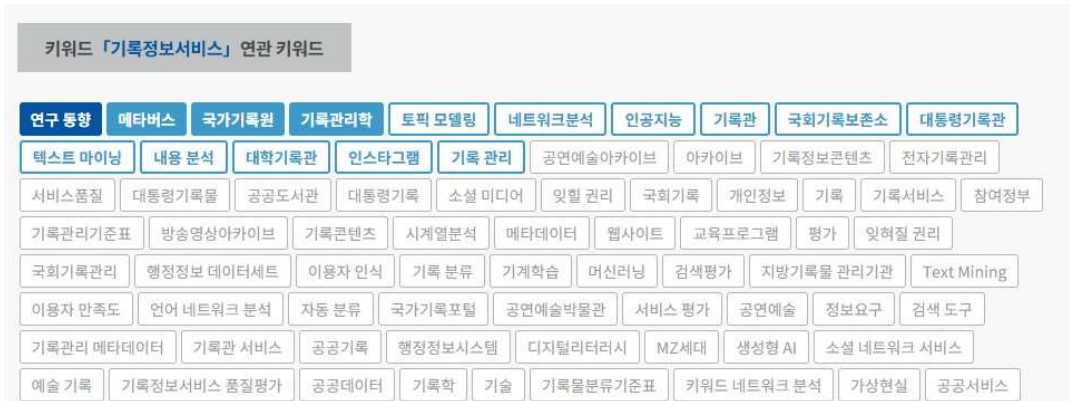 키워드「기록정보서비스」연관 키워드
연구 동향 메타버스 국가기록원 기록관리학 토픽 모델링 네트워크분석 인공지능 기록관 국회기록보존소 대통령기록관
텍스트 마이닝 내용 분석 대학기록관 인스타그램 기록 관리 공연예술아카이브 아카이브 기록정보콘텐츠 전자기록관리
서비스품질 대통령기록물 공공도서관 대통령기록 소셜 미디어 잊힐 권리 국회기록 개인정보 기록 기록서비스 참여정부
기록관리기준표 방송영상아카이브 기록콘텐츠 시계열분석 메타데이터 웹사이트 교육프로그램 평가 잊혀질 권리
국회기록관리 행정정보 데이터세트 이용자 인식 기록 분류 기계학습 머신러닝 검색평가 지방기록물 관리기관 Text Mining
이용자 만족도 언어 네트워크 분석 자동 분류 국가기록포털 공연예술박물관 서비스 평가 공연예술 정보요구 검색 도구
기록관리 메타데이터 기록관 서비스 공공기록 행정정보시스템 디지털리터러시 MZ세대 생성형 AI 소셜 네트워크 서비스
예술 기록 기록정보서비스 품질평가 공공데이터 기록학 기술 기록물분류기준표 키워드 네트워크 분석 가상현실 공공서비스